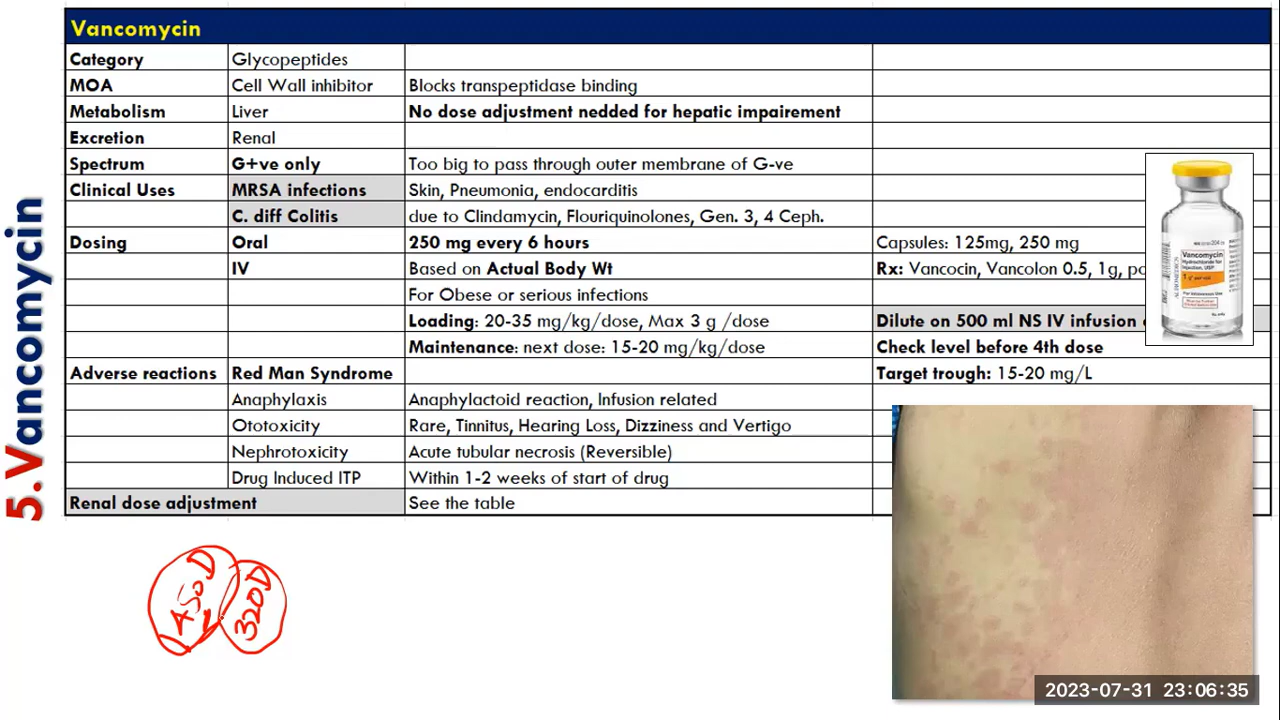 5.Vancomycin
Vancomycin
Category Glycopeptides
MOA Cell Wall inhibitor Blocks transpeptidase binding
Metabolism Liver No dose adjustment nedded for hepatic impairement
Excretion Renal
Spectrum G+ve only Too big to pass through outer membrane of G-ve
Clinical Uses MRSA infections Skin, Pneumonia, endocarditis
C. diff Colitis due to Clindamycin, Flouriquinolones, Gen. 3, 4 Ceph.
Dosing Oral 250 mg every 6 hours Capsules: 125mg, 250 mg
IV Based on Actual Body Wt Rx: Vanocin, Vancolon 0.5, 1g, po
For Obese or serious infections
Loading: 20-35 mg/kg/dose, Max 3 g /dose Dilute on 500 ml NS IV infusion
Maintenance: next dose: 15-20 mg/kg/dose Check level before 4th dose
Adverse reactions Red Man Syndrome Target trough: 15-20 mg/L
Anaphylaxis Anaphylactoid reaction, Infusion related
Ototoxicity Rare, Tinnitus, Hearing Loss, Dizziness and Vertigo
Nephrotoxicity Acute tubular necrosis (Reversible)
Drug Induced ITP Within 1-2 weeks of start of drug
Renal dose adjustment See the table
Vancomycin
320D
2023-07-31 23:06:35